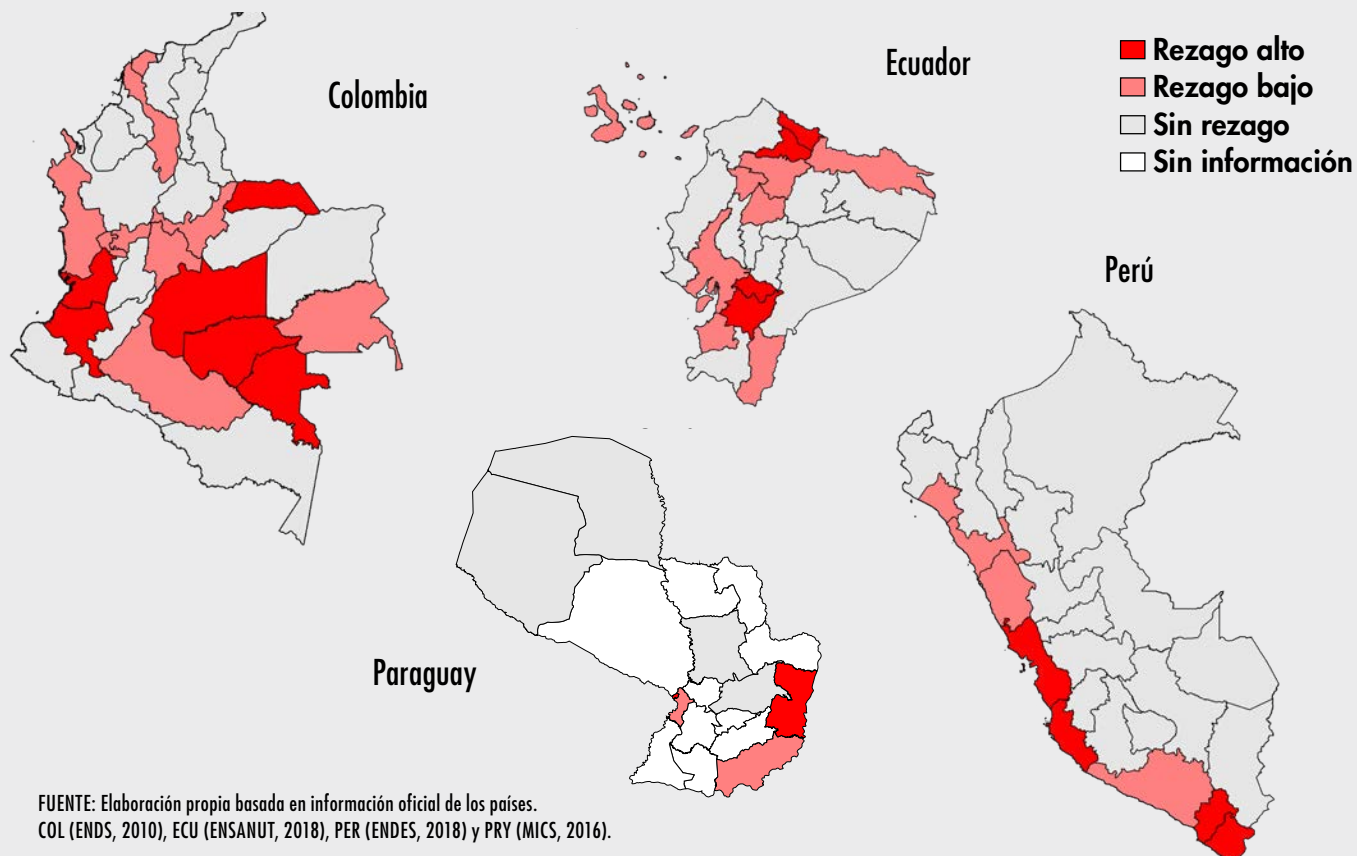 Colombia
Ecuador
Rezago alto
Rezago bajo
Sin rezago
Sin información
Perú
Paraguay
FUENTE: Elaboración propia basada en información oficial de los países.
COL (ENDS, 2010), ECU (ENSANUT, 2018), PER (ENDES, 2018) y PRY (MICS, 2016).